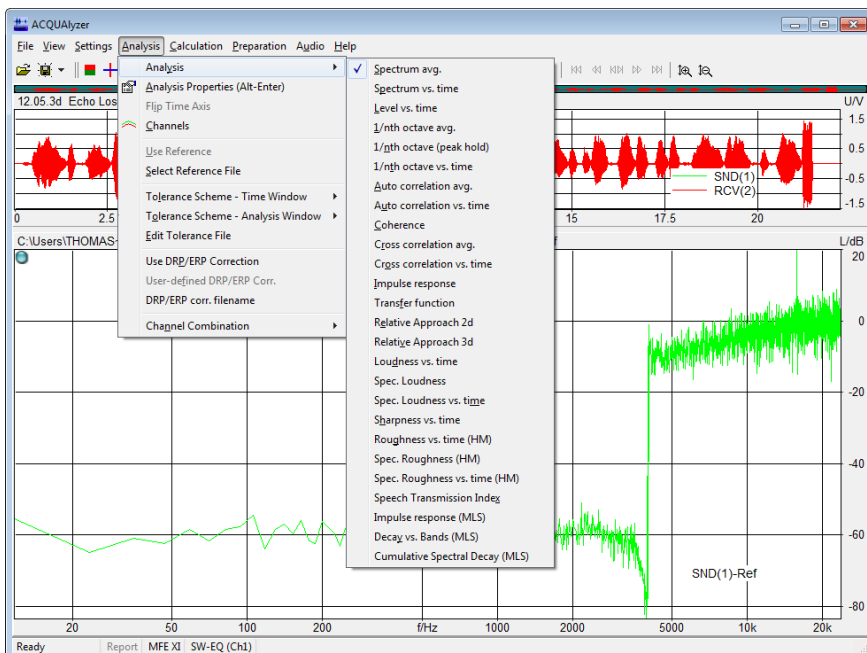 ACQUAlyzer
File View Settings Analysis Calculation Preparation Audio Help
Analysis
Analysis Properties (Alt-Enter)
Flip Time Axis
Channels
Use Reference
Select Reference File
Tolerance Scheme - Time Window
Tolerance Scheme - Analysis Window
Edit Tolerance File
Use DRP/ERP Correction
User-defined DRP/ERP Corr.
DRP/ERP corr. filename
Channel Combination
Spectrum avg.
Spectrum vs. time
Level vs. time
1/nth octave avg.
1/nth octave (peak hold)
1/nth octave vs. time
Auto correlation avg.
Auto correlation vs. time
Coherence
Cross correlation avg.
Cross correlation vs. time
Impulse response
Transfer function
Relative Approach 2d
Relative Approach 3d
Loudness vs. time
Spec. Loudness
Spec. Loudness vs. time
Sharpness vs. time
Roughness vs. time (HM)
Spec. Roughness (HM)
Spec. Roughness vs. time (HM)
Speech Transmission Index
Impulse response (MLS)
Decay vs. Bands (MLS)
Cumulative Spectral Decay (MLS)
12.05.3d Echo Los
U/V
1.5
0.5
-0.5
-1.5
SND(1)
RCV(2)
0 2.5 15 17.5 20
C:\Users\THOMAS~
L/dB
20
0
-20
-40
-60
-80
SND(1)-Ref
20 50 100 200 f/Hz 1000 2000 5000 10k 20k
Ready Report MFE XI SW-EQ (Ch1)